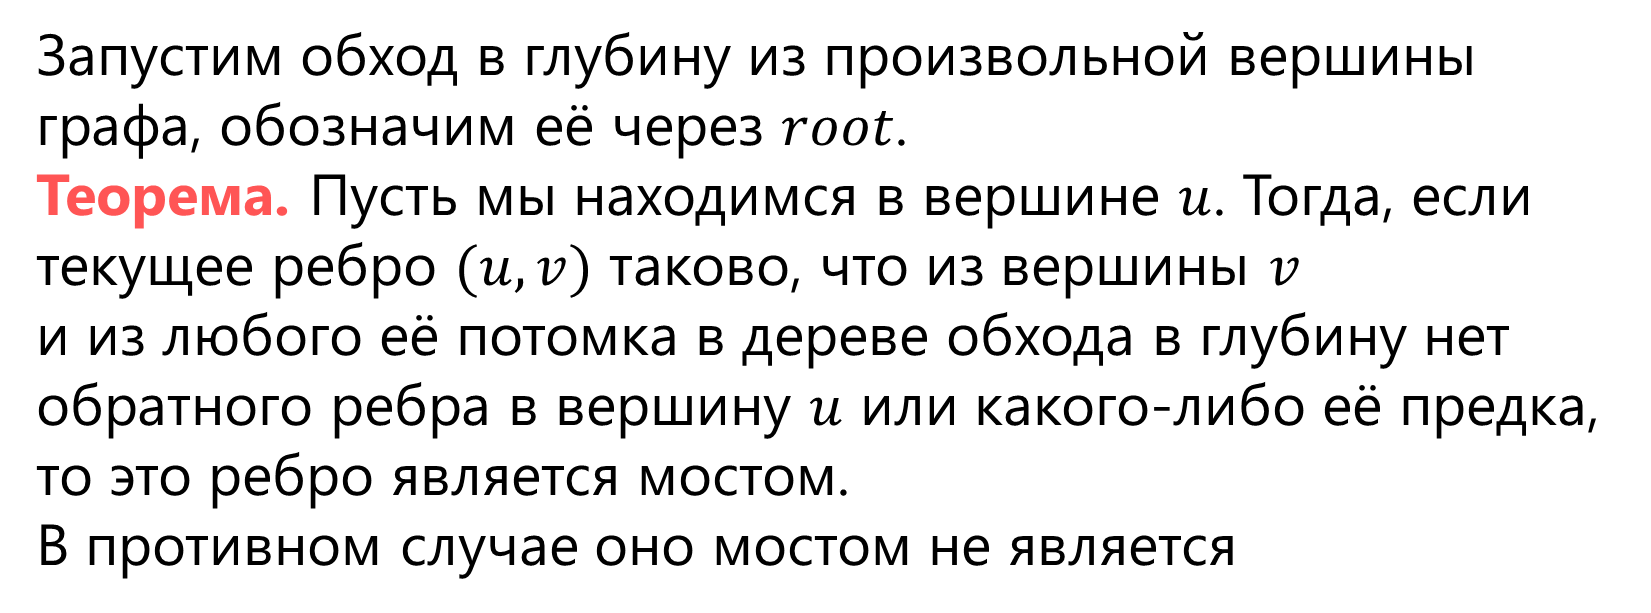 Запустим обход в глубину из произвольной вершины
графа, обозначим её через root.
Теорема. Пусть мы находимся в вершине u. Тогда, если
текущее ребро (u, v) таково, что из вершины v
и из любого её потомка в дереве обхода в глубину нет
обратного ребра в вершину u или какого-либо её предка,
то это ребро является мостом.
В противном случае оно мостом не является